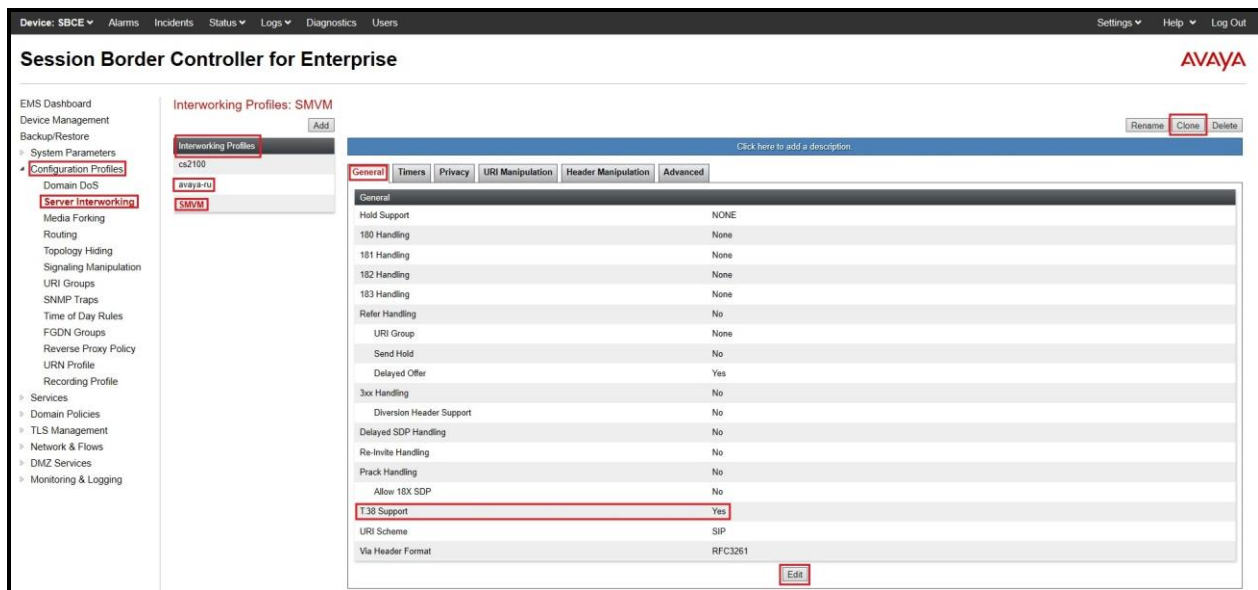 Device: SBCE Alarms Incidents Status Logs Diagnostics Users Settings Help Log Out
Session Border Controller for Enterprise
AVAYA
EMS Dashboard
Device Management
Backup/Restore
System Parameters
Configuration Profiles
Domain DoS
Server Interworking
Media Forking
Routing
Topology Hiding
Signaling Manipulation
URI Groups
SNMP Traps
Time of Day Rules
FGDN Groups
Reverse Proxy Policy
URN Profile
Recording Profile
Services
Domain Policies
TLS Management
Network & Flows
DMZ Services
Monitoring & Logging
Interworking Profiles: SMVM
Add
Rename Clone Delete
Interworking Profiles
cs2100
avaya-ru
SMVM
Click here to add a description.
General Timers Privacy URI Manipulation Header Manipulation Advanced
General
Hold Support NONE
180 Handling None
181 Handling None
182 Handling None
183 Handling None
Refer Handling No
URI Group None
Send Hold No
Delayed Offer Yes
3xx Handling No
Diversion Header Support No
Delayed SDP Handling No
Re-Invite Handling No
Prack Handling No
Allow 18X SDP No
T.38 Support Yes
URI Scheme SIP
Via Header Format RFC3261
Edit